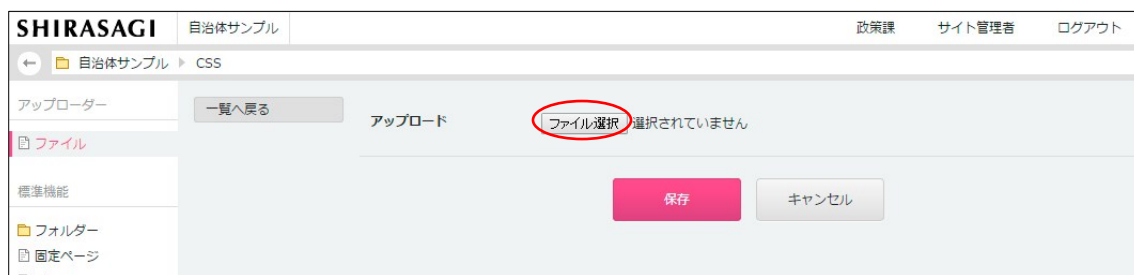 SHIRASAGI 自治体サンプル 政策課 サイト管理者 ログアウト
自治体サンプル CSS
アップローダー
一覧へ戻る
アップロード ファイル選択 選択されていません
ファイル
標準機能
保存 キャンセル
フォルダー
固定ページ